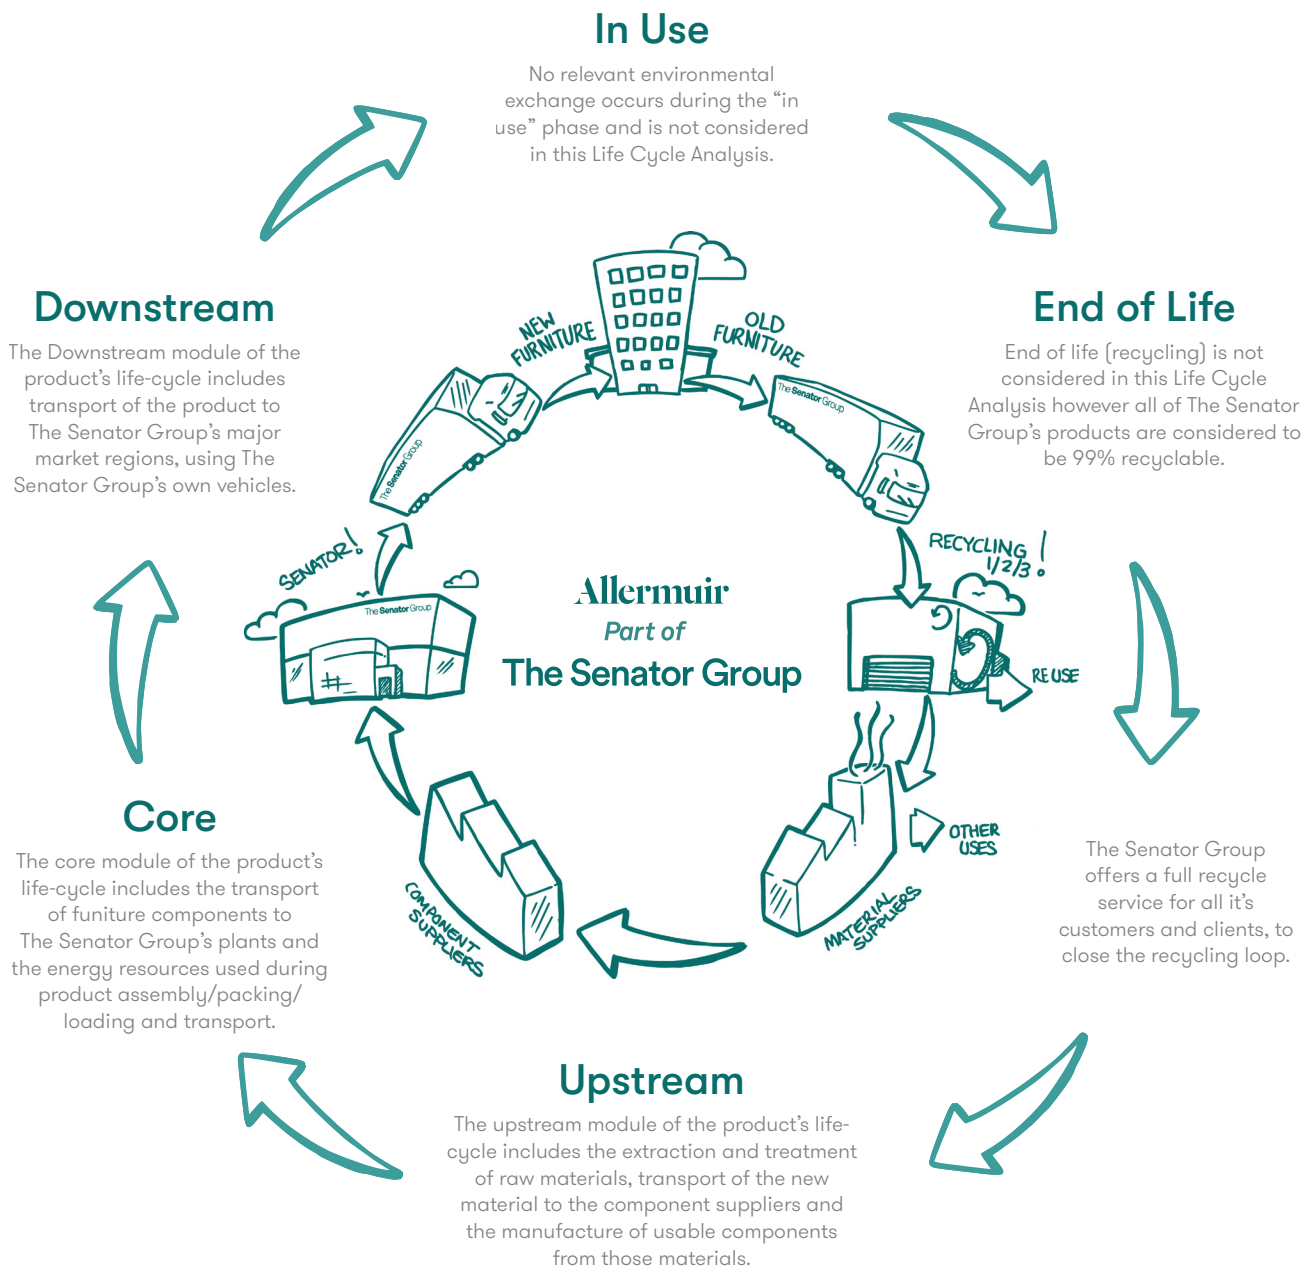 In Use
No relevant environmental
exchange occurs during the “in
use” phase and is not considered
in this Life Cycle Analysis.
Downstream
The Downstream module of the
product’s life-cycle includes
transport of the product to
The Senator Group’s major
market regions, using The
Senator Group’s own vehicles.
End of Life
End of life (recycling) is not
considered in this Life Cycle
Analysis however all of The Senator
Group’s products are considered to
be 99% recyclable.
NEW
FURNITURE
OLD
FURNITURE
The Senator Group
The Senator Group
SENATOR!
RECYCLING
1/2/3!
The Senator Group
Allermuir
Part of
The Senator Group
RE USE
OTHER
USES
COMPONENT
SUPPLIERS
MATERIAL
SUPPLIERS
Core
The core module of the product’s
life-cycle includes the transport
of funiture components to
The Senator Group’s plants and
the energy resources used during
product assembly/packing/
loading and transport.
The Senator Group
offers a full recycle
service for all it’s
customers and clients, to
close the recycling loop.
Upstream
The upstream module of the product’s life-
cycle includes the extraction and treatment
of raw materials, transport of the new
material to the component suppliers and
the manufacture of usable components
from those materials.